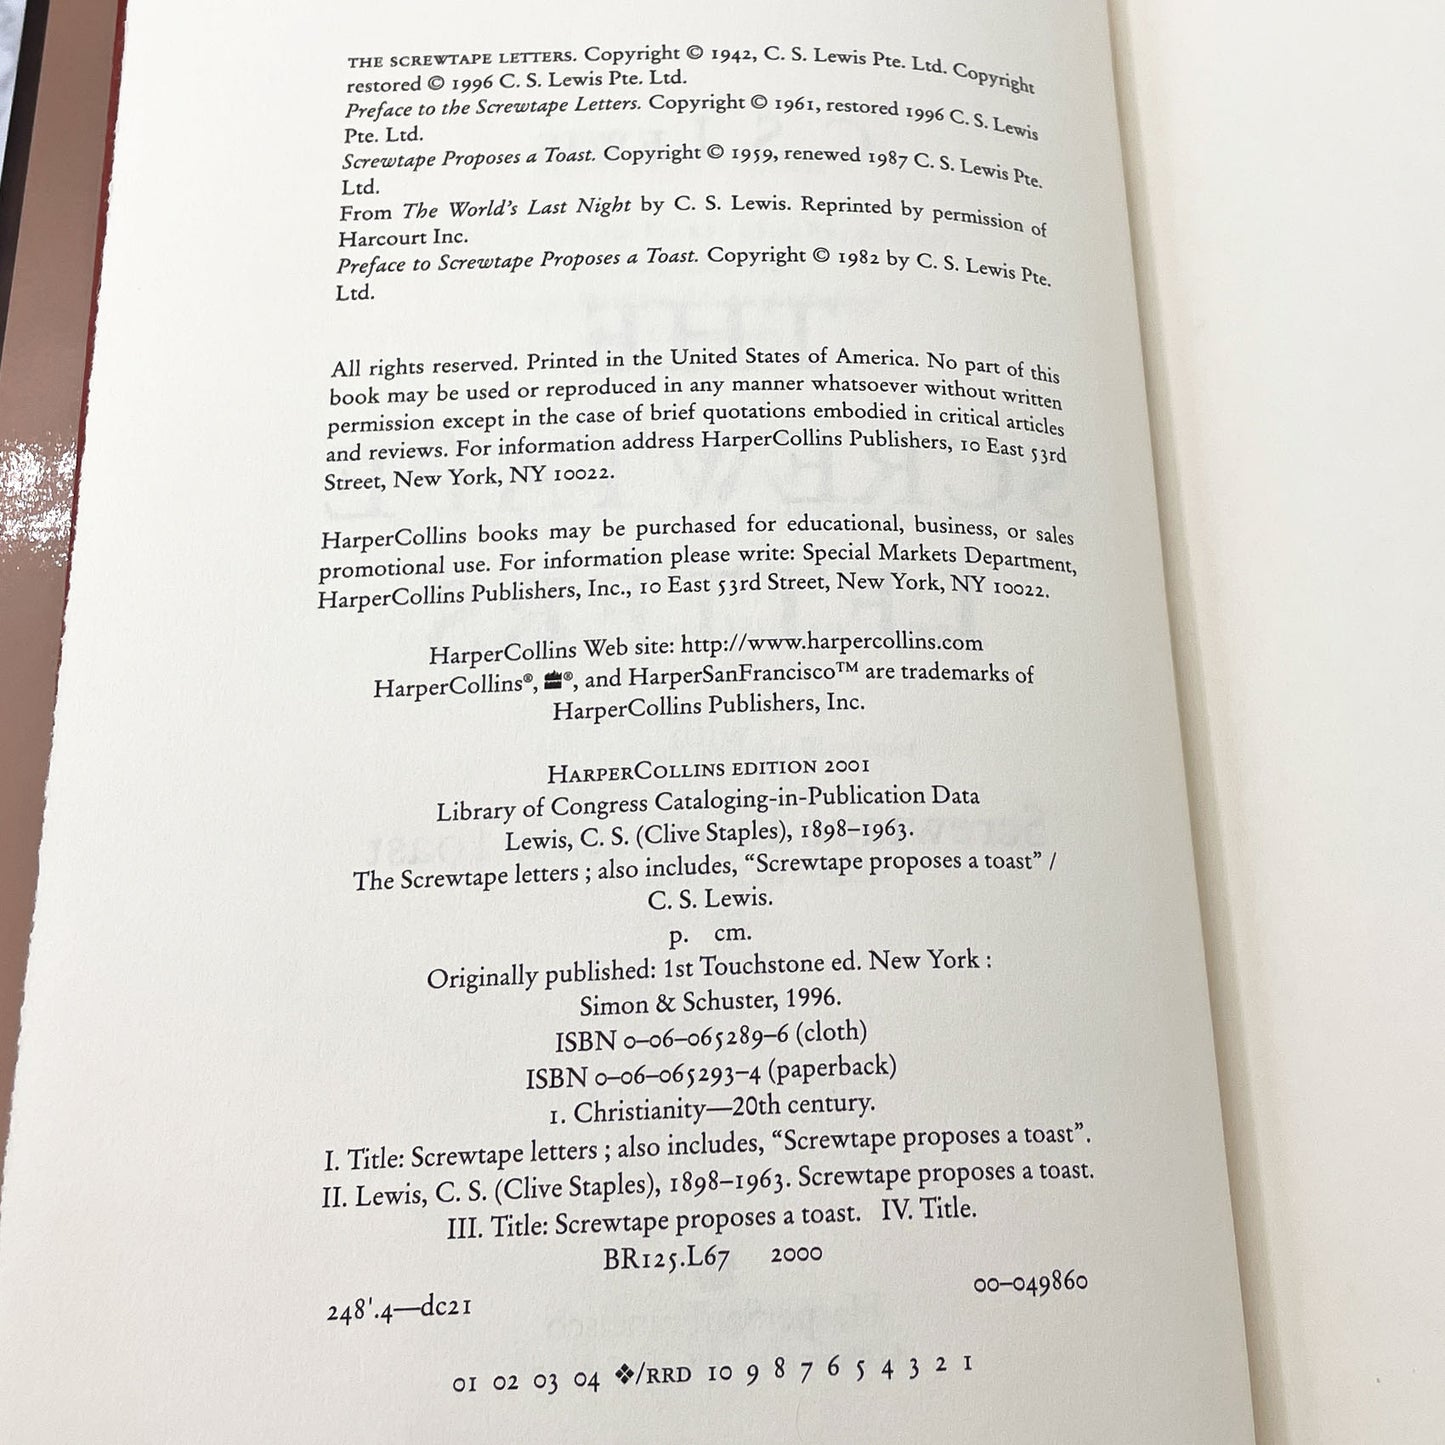 THE SCREWTAPE LETTERS. Copyright © 1942, C. S. Lewis Pte. Ltd. Copyright
restored © 1996 C. S. Lewis Pte. Ltd.
Preface to the Screwtape Letters. Copyright © 1961, restored 1996 C. S. Lewis
Pte. Ltd.
Screwtape Proposes a Toast. Copyright © 1959, renewed 1987 C. S. Lewis Pte.
Ltd.
From The World's Last Night by C. S. Lewis. Reprinted by permission of
Harcourt Inc.
Preface to Screwtape Proposes a Toast. Copyright © 1982 by C. S. Lewis Pte.
Ltd.
All rights reserved. Printed in the United States of America. No part of this
book may be used or reproduced in any manner whatsoever without written
permission except in the case of brief quotations embodied in critical articles
and reviews. For information address HarperCollins Publishers, 10 East 53rd
Street, New York, NY 10022.
HarperCollins books may be purchased for educational, business, or sales
promotional use. For information please write: Special Markets Department,
HarperCollins Publishers, Inc., 10 East 53rd Street, New York, NY 10022.
HarperCollins Web site: http://www.harpercollins.com
HarperCollins®, ®, and HarperSanFrancisco™ are trademarks of
HarperCollins Publishers, Inc.
HARPERCOLLINS EDITION 2001
Library of Congress Cataloging-in-Publication Data
Lewis, C. S. (Clive Staples), 1898–1963.
The Screwtape letters ; also includes, “Screwtape proposes a toast” /
C. S. Lewis.
p. cm.
Originally published: 1st Touchstone ed. New York :
Simon & Schuster, 1996.
ISBN 0–06–065289–6 (cloth)
ISBN 0–06–065293–4 (paperback)
1. Christianity—20th century.
I. Title: Screwtape letters ; also includes, “Screwtape proposes a toast”.
II. Lewis, C. S. (Clive Staples), 1898–1963. Screwtape proposes a toast.
III. Title: Screwtape proposes a toast. IV. Title.
BR125.L67 2000
248'.4—dc21 00–049860
01 02 03 04 ❖/RRD 10 9 8 7 6 5 4 3 2 1